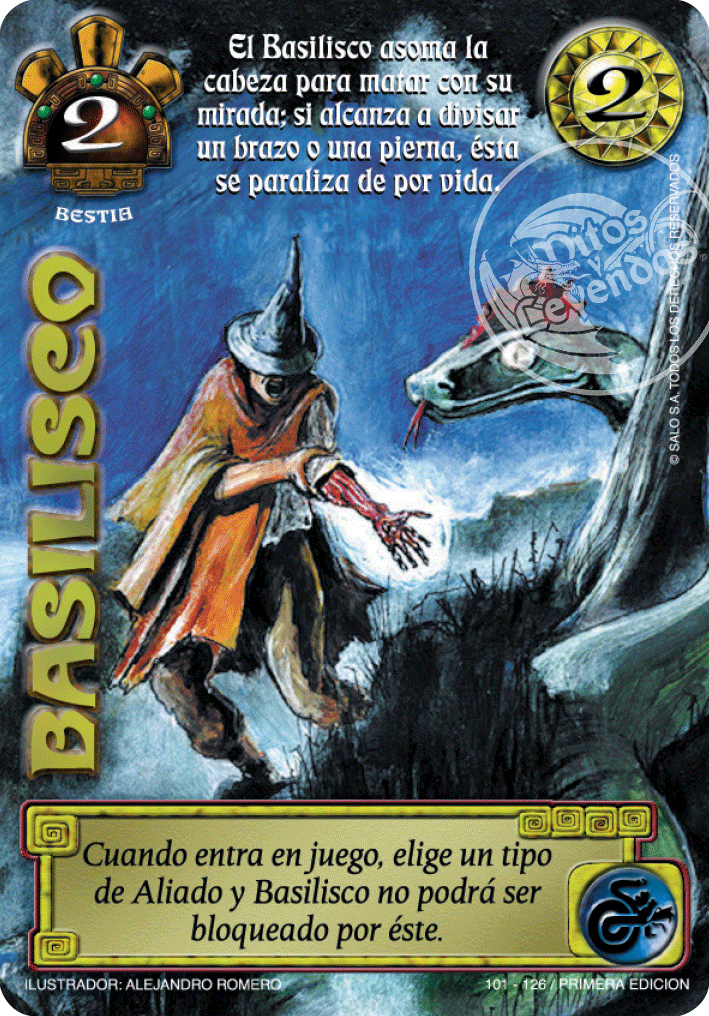 2
El Basilisco asoma la
cabeza para matar con su
mirada; si alcanza a divisar
un brazo o una pierna, ésta
se paraliza de por vida.
2
BESTIA
Mitos
y
Leyendas
© SALO S.A. TODOS LOS DERECHOS RESERVADOS
BASILISCO
Cuando entra en juego, elige un tipo
de Aliado y Basilisco no podrá ser
bloqueado por éste.
ILUSTRADOR: ALEJANDRO ROMERO
101 - 126 / PRIMERA EDICION